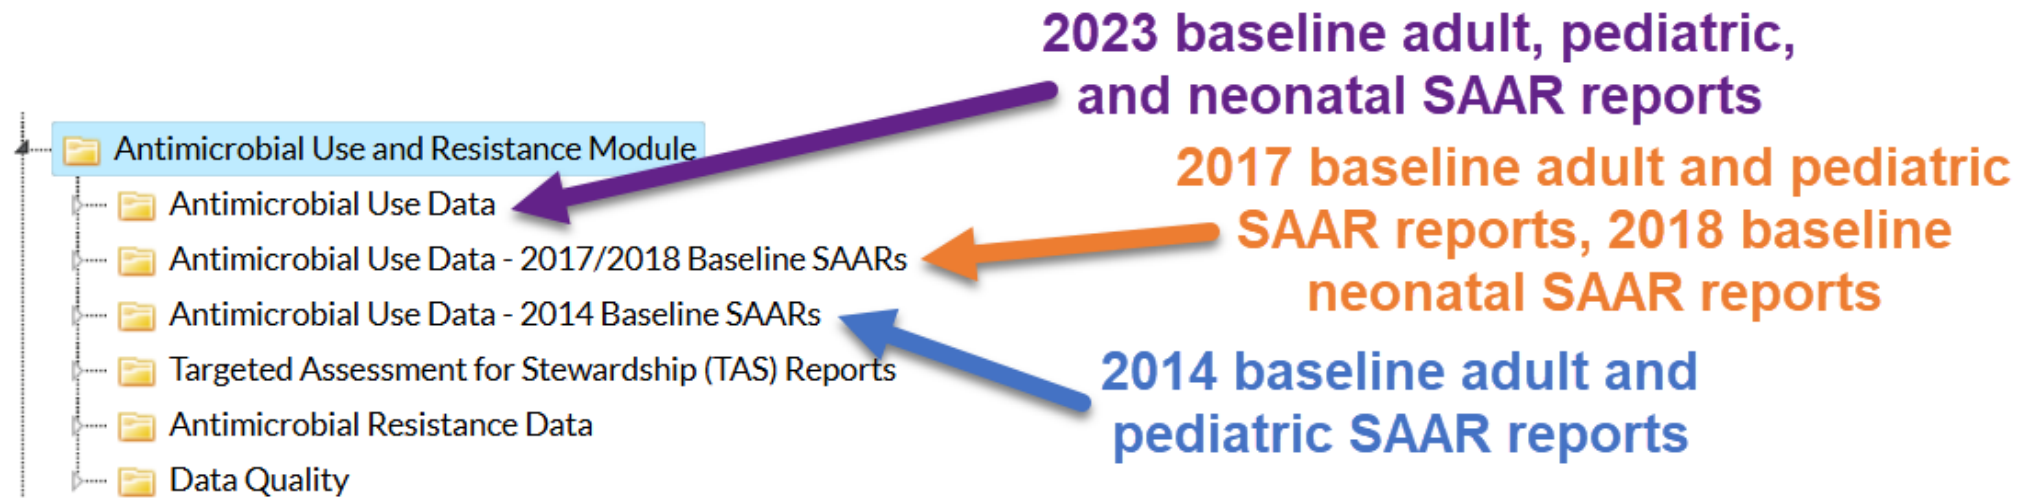 2023 baseline adult, pediatric,
and neonatal SAAR reports
Antimicrobial Use and Resistance Module
2017 baseline adult and pediatric
SAAR reports, 2018 baseline
neonatal SAAR reports
Antimicrobial Use Data
Antimicrobial Use Data - 2017/2018 Baseline SAARs
Antimicrobial Use Data - 2014 Baseline SAARs
2014 baseline adult and
pediatric SAAR reports
Targeted Assessment for Stewardship (TAS) Reports
Antimicrobial Resistance Data
Data Quality